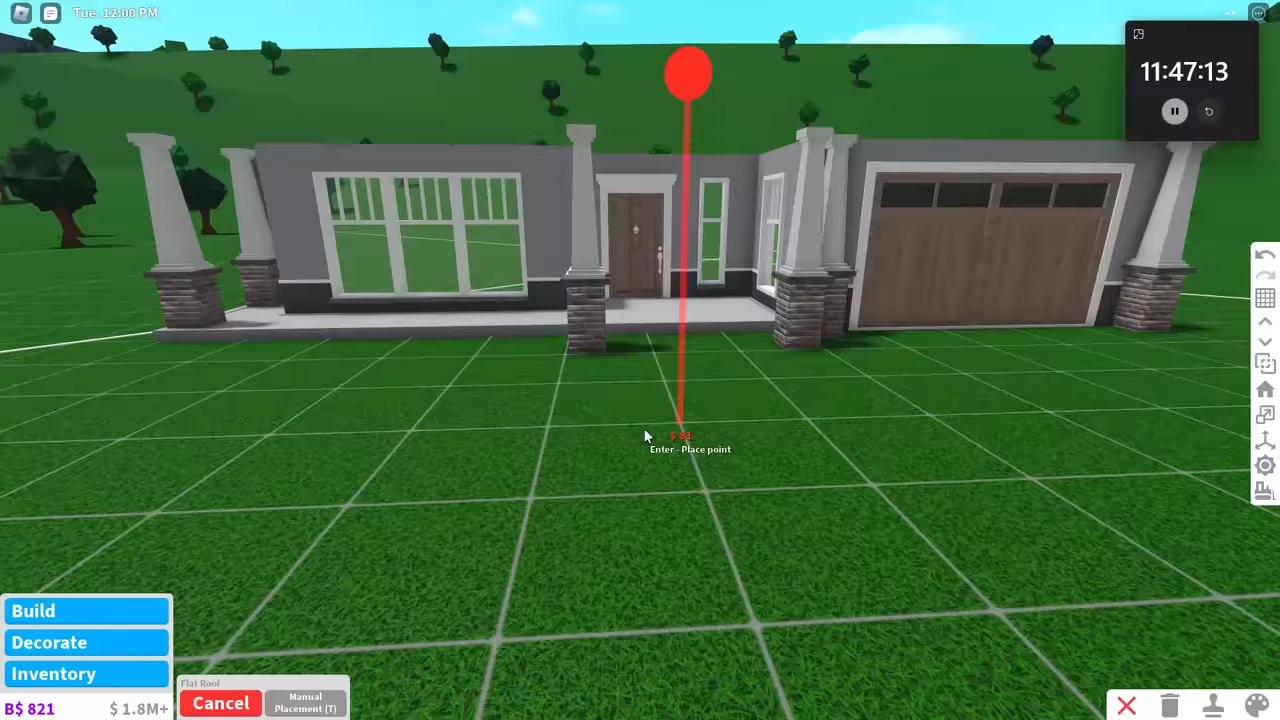 Tue. 12:00 PM
11:47:13
$ 81
Enter - Place point
Build
Decorate
Inventory
B$ 821 $ 1.8M+
Flat Roof
Cancel
Manual
Placement (T)